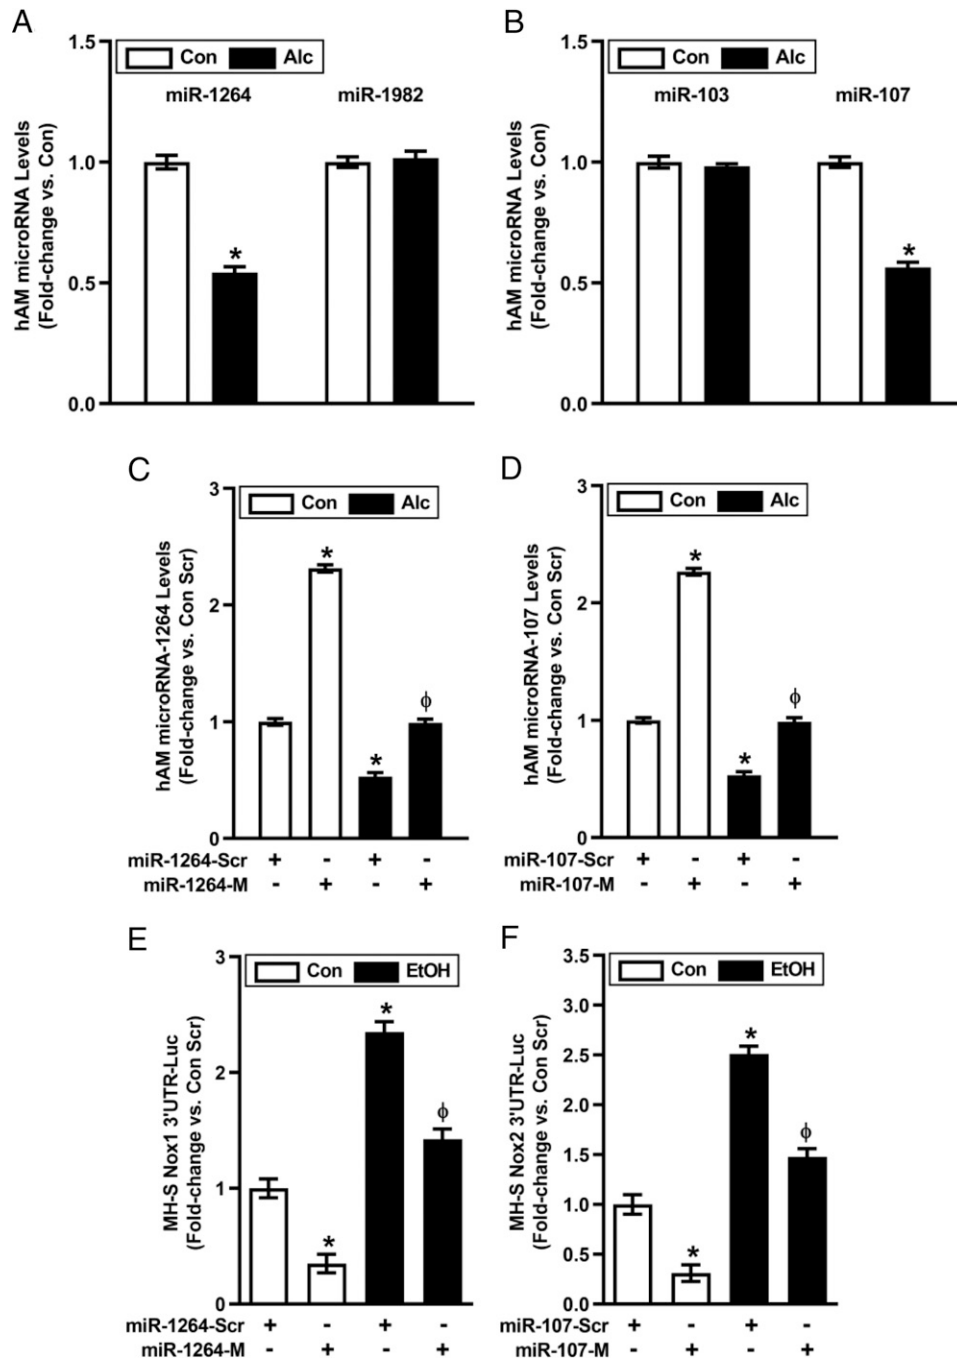 A
hAM microRNA Levels
(Fold-change vs. Con)
1.5
1.0
0.5
0.0
Con Alc
miR-1264 miR-1982
*
B
hAM microRNA Levels
(Fold-change vs. Con)
1.5
1.0
0.5
0.0
Con Alc
miR-103 miR-107
*
C
hAM microRNA-1264 Levels
(Fold-change vs. Con Scr)
3
2
1
0
Con Alc
* * ϕ
miR-1264-Scr + - + -
miR-1264-M - + - +
D
hAM microRNA-107 Levels
(Fold-change vs. Con Scr)
3
2
1
0
Con Alc
* * ϕ
miR-107-Scr + - + -
miR-107-M - + - +
E
MH-S Nox1 3'UTR-Luc
(Fold-change vs. Con Scr)
3
2
1
0
Con EtOH
* * ϕ
miR-1264-Scr + - + -
miR-1264-M - + - +
F
MH-S Nox2 3'UTR-Luc
(Fold-change vs. Con Scr)
3.5
3.0
2.5
2.0
1.5
1.0
0.5
0.0
Con EtOH
* * ϕ
miR-107-Scr + - + -
miR-107-M - + - +